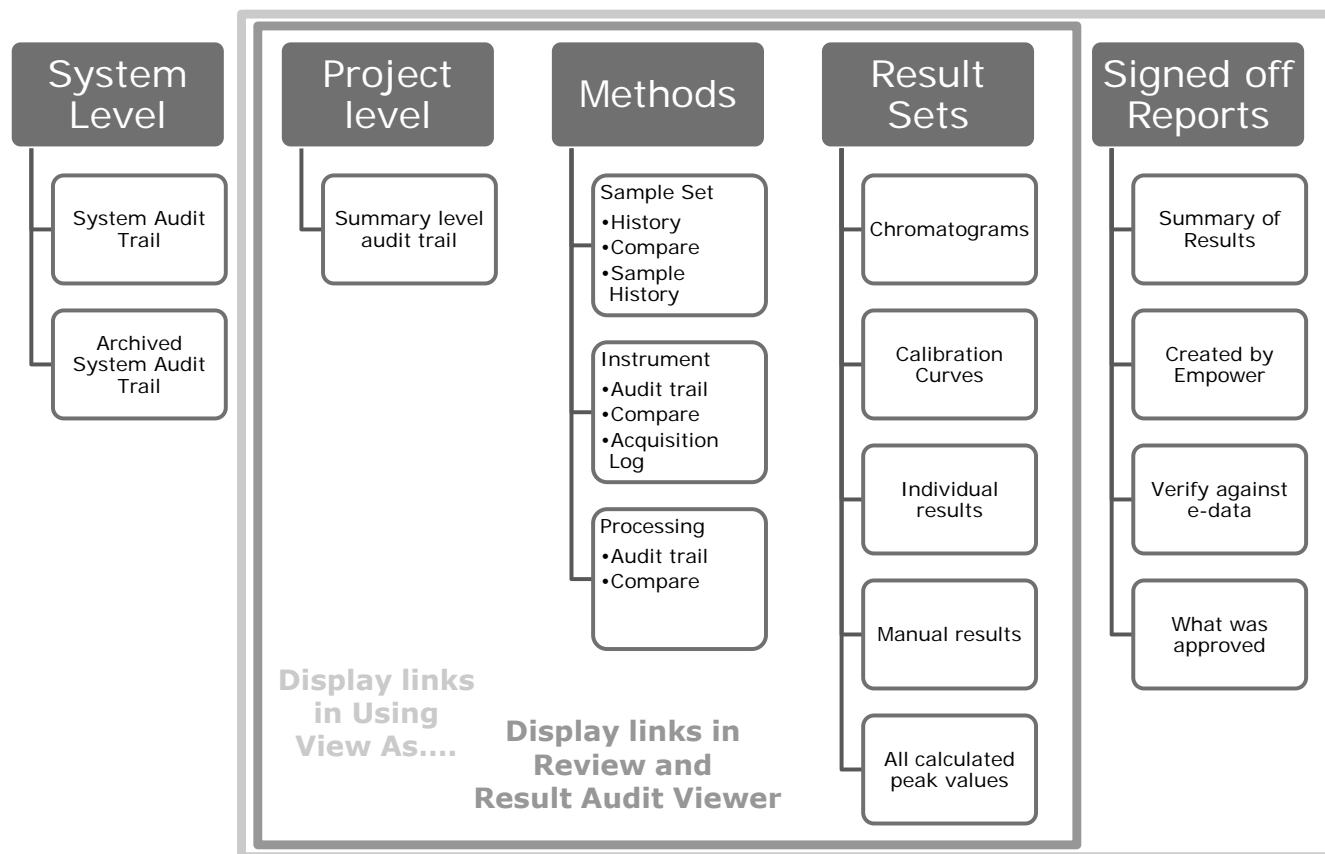 System
Level
System Audit
Trail
Archived
System Audit
Trail
Project
level
Summary level
audit trail
Methods
Sample Set
•History
•Compare
•Sample
History
Instrument
•Audit trail
•Compare
•Acquisition
Log
Processing
•Audit trail
•Compare
Result
Sets
Chromatograms
Calibration
Curves
Individual
results
Manual results
All calculated
peak values
Signed off
Reports
Summary of
Results
Created by
Empower
Verify against
e-data
What was
approved
Display links
in Using
View As....
Display links in
Review and
Result Audit Viewer